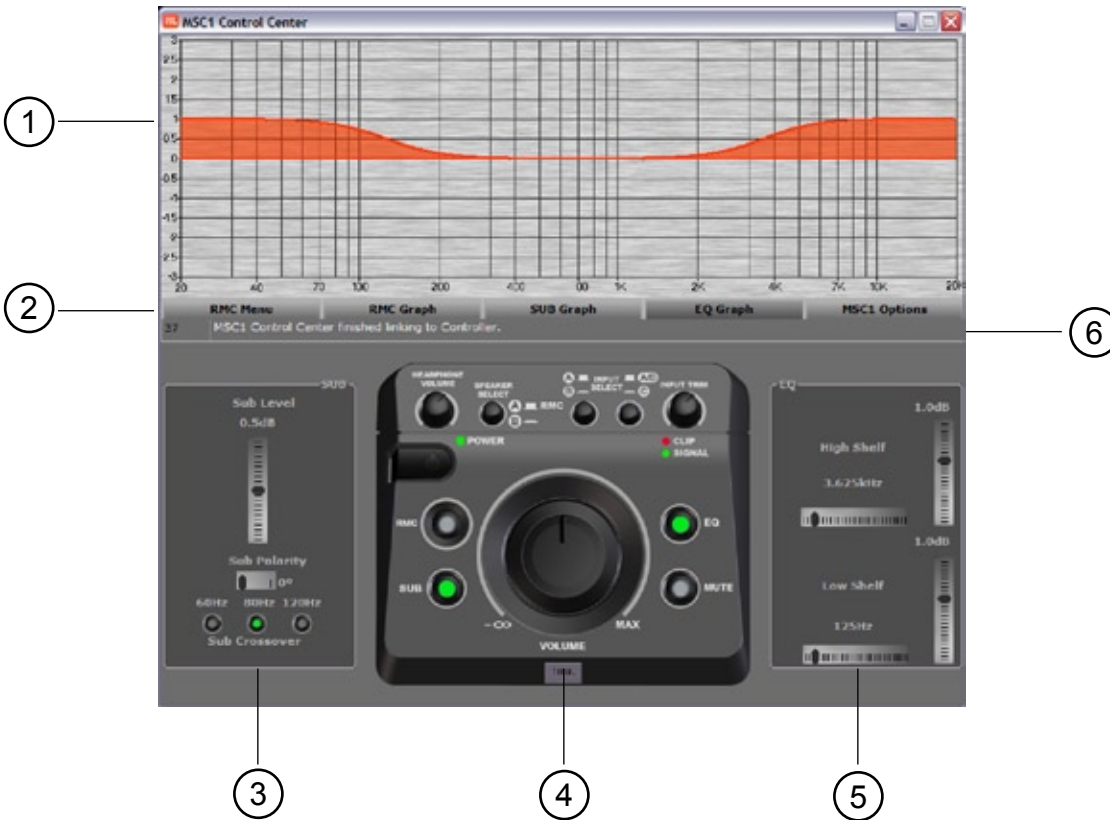 MSC1 Control Center
3
2.5
2
1.5
1
0.5
0
-0.5
-1
-1.5
-2
-2.5
-3
20 40 70 100 200 400 700 1K 2K 4K 7K 10K 20K
RMC Menu RMC Graph SUB Graph EQ Graph MSC1 Options
37 MSC1 Control Center finished linking to Controller.
SUB
Sub Level
0.5dB
Sub Polarity
0°
60Hz 80Hz 120Hz
Sub Crossover
HEADPHONE VOLUME
SPEAKER SELECT
A
B
RMC
A INPUT A+B
B SELECT C
INPUT TRIM
POWER
CLIP
SIGNAL
RMC
EQ
SUB
MUTE
-∞ MAX
VOLUME
EQ
1.0dB
High Shelf
3.625kHz
1.0dB
Low Shelf
125Hz
1
2
3
4
5
6